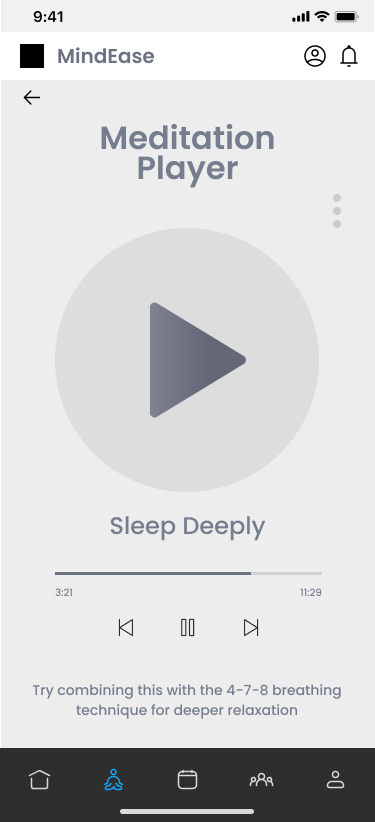 9:41
MindEase
Meditation
Player
Sleep Deeply
3:21
11:29
Try combining this with the 4-7-8 breathing
technique for deeper relaxation